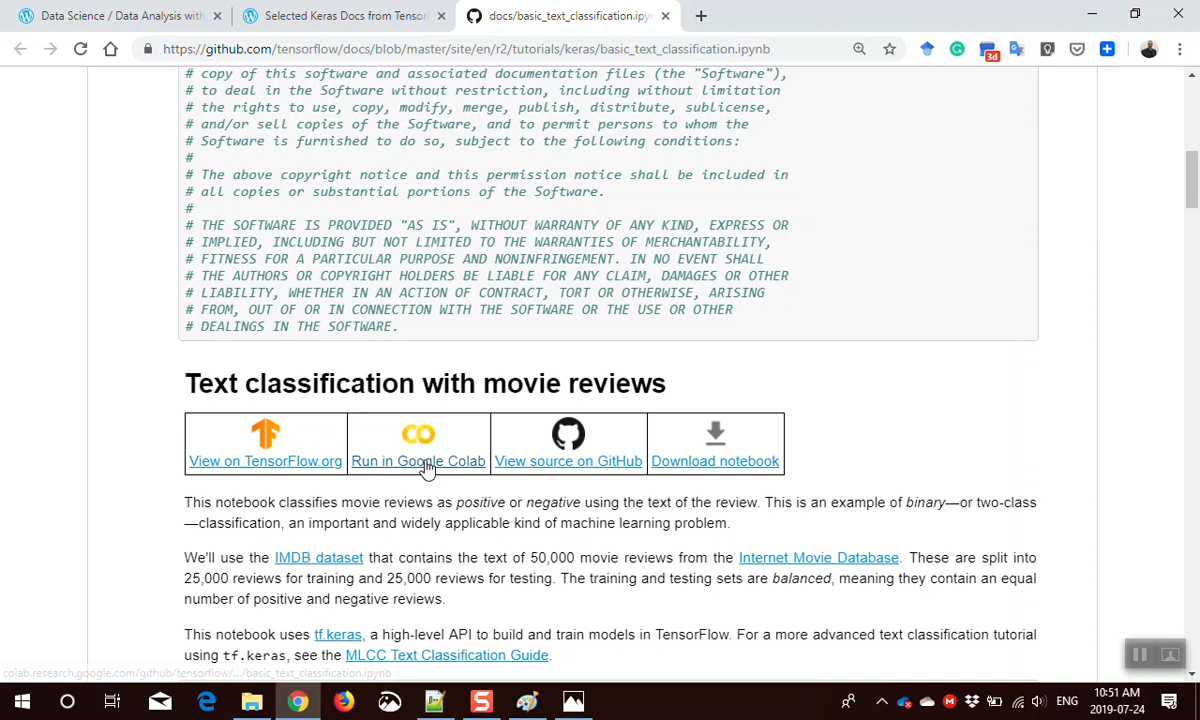 Data Science / Data Analysis with
Selected Keras Docs from Tensor
docs/basic_text_classification.ipy
https://github.com/tensorflow/docs/blob/master/site/en/r2/tutorials/keras/basic_text_classification.ipynb
3d
# copy of this software and associated documentation files (the "Software"),
# to deal in the Software without restriction, including without limitation
# the rights to use, copy, modify, merge, publish, distribute, sublicense,
# and/or sell copies of the Software, and to permit persons to whom the
# Software is furnished to do so, subject to the following conditions:
#
# The above copyright notice and this permission notice shall be included in
# all copies or substantial portions of the Software.
#
# THE SOFTWARE IS PROVIDED "AS IS", WITHOUT WARRANTY OF ANY KIND, EXPRESS OR
# IMPLIED, INCLUDING BUT NOT LIMITED TO THE WARRANTIES OF MERCHANTABILITY,
# FITNESS FOR A PARTICULAR PURPOSE AND NONINFRINGEMENT. IN NO EVENT SHALL
# THE AUTHORS OR COPYRIGHT HOLDERS BE LIABLE FOR ANY CLAIM, DAMAGES OR OTHER
# LIABILITY, WHETHER IN AN ACTION OF CONTRACT, TORT OR OTHERWISE, ARISING
# FROM, OUT OF OR IN CONNECTION WITH THE SOFTWARE OR THE USE OR OTHER
# DEALINGS IN THE SOFTWARE.
Text classification with movie reviews
View on TensorFlow.org
Run in Google Colab
View source on GitHub
Download notebook
This notebook classifies movie reviews as positive or negative using the text of the review. This is an example of binary—or two-class
—classification, an important and widely applicable kind of machine learning problem.
We'll use the IMDB dataset that contains the text of 50,000 movie reviews from the Internet Movie Database. These are split into
25,000 reviews for training and 25,000 reviews for testing. The training and testing sets are balanced, meaning they contain an equal
number of positive and negative reviews.
This notebook uses tf.keras, a high-level API to build and train models in TensorFlow. For a more advanced text classification tutorial
using tf.keras, see the MLCC Text Classification Guide.
colab.research.google.com/github/tensorflow/.../basic_text_classification.ipynb
ENG
10:51 AM
2019-07-24